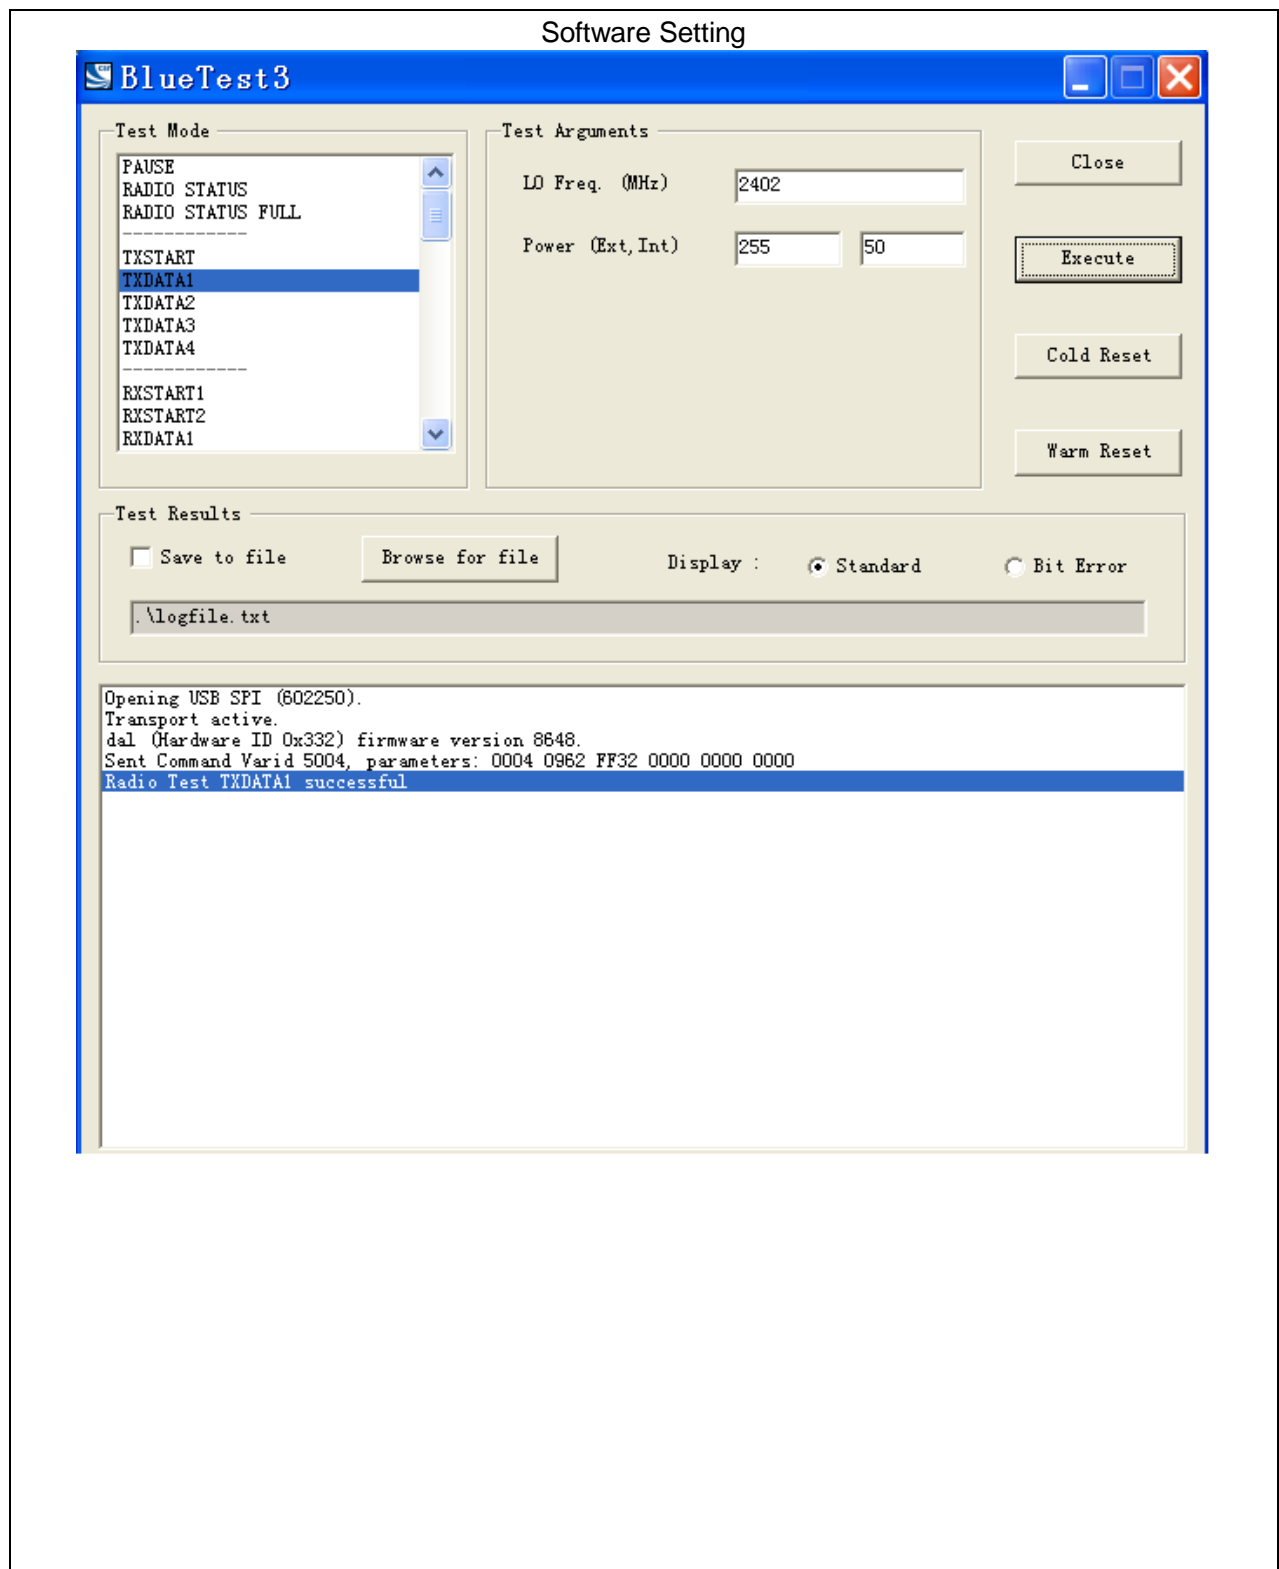 Software Setting
BlueTest3
Test Mode
PAUSE
RADIO STATUS
RADIO STATUS FULL
------------
TXSTART
TXDATA1
TXDATA2
TXDATA3
TXDATA4
------------
RXSTART1
RXSTART2
RXDATA1
Test Arguments
LO Freq. (MHz) 2402
Power (Ext,Int) 255 50
Close
Execute
Cold Reset
Warm Reset
Test Results
Save to file Browse for file Display : Standard Bit Error
.\logfile.txt
Opening USB SPI (602250).
Transport active.
dal (Hardware ID 0x332) firmware version 8648.
Sent Command Varid 5004, parameters: 0004 0962 FF32 0000 0000 0000
Radio Test TXDATA1 successful